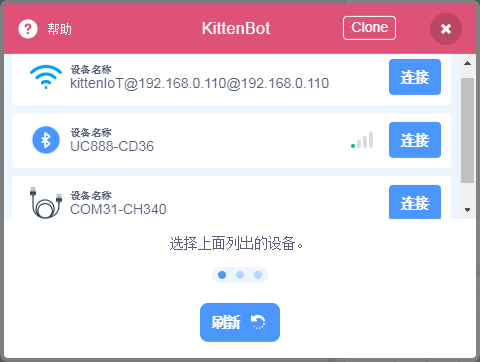 帮助
KittenBot
Clone
设备名称
kittenIoT@192.168.0.110@192.168.0.110
连接
设备名称
UC888-CD36
连接
设备名称
COM31-CH340
连接
选择上面列出的设备。
刷新